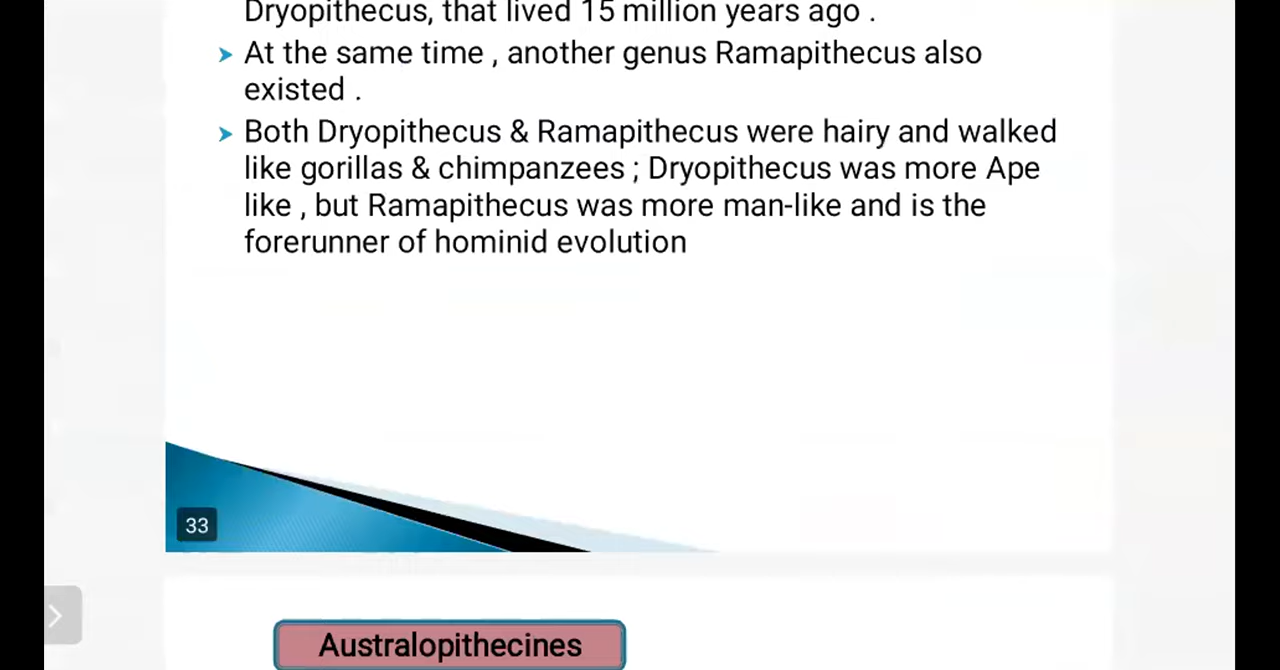 Dryopithecus, that lived 15 million years ago .
➤ At the same time , another genus Ramapithecus also
existed .
➤ Both Dryopithecus & Ramapithecus were hairy and walked
like gorillas & chimpanzees ; Dryopithecus was more Ape
like , but Ramapithecus was more man-like and is the
forerunner of hominid evolution
33
Australopithecines